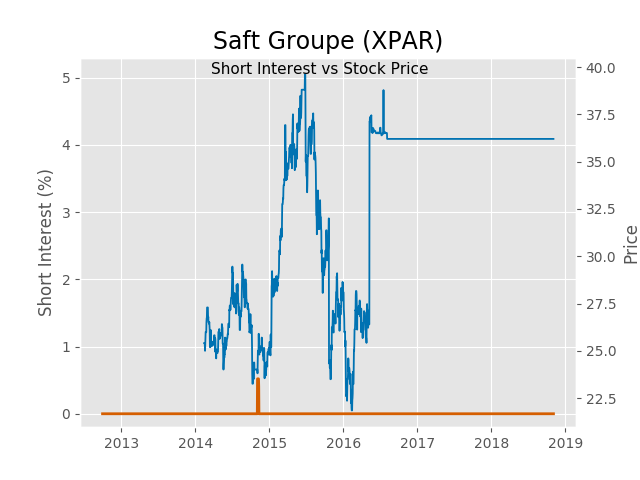 Saft Groupe (XPAR)
Short Interest vs Stock Price
Short Interest (%)
5
4
3
2
1
0
40.0
37.5
35.0
32.5
30.0
27.5
25.0
22.5
Price
2013 2014 2015 2016 2017 2018 2019